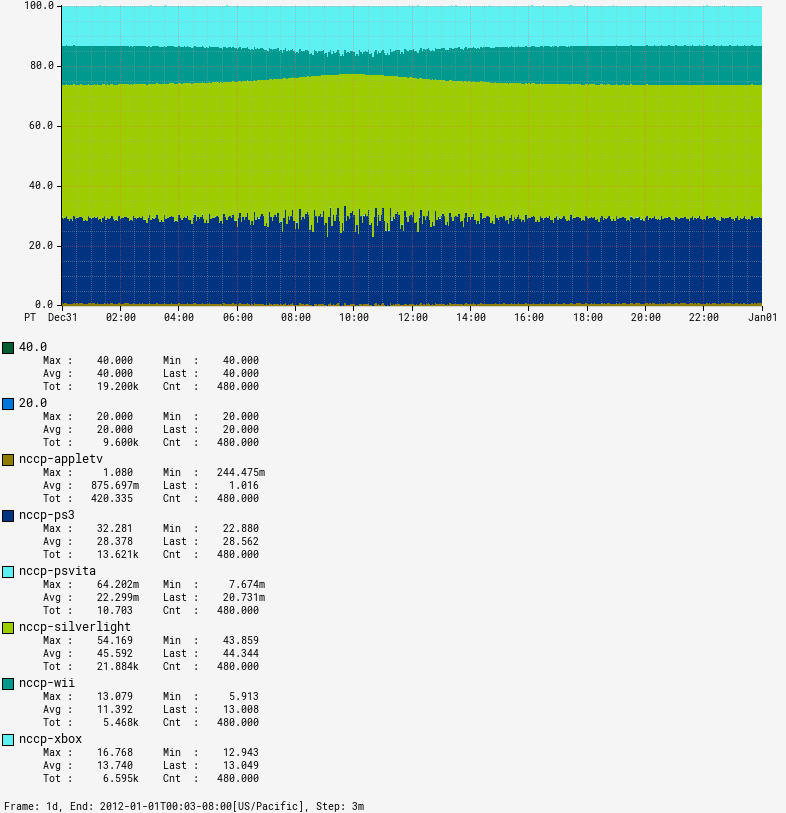 100.0
80.0
60.0
40.0
20.0
0.0
PT Dec31 02:00 04:00 06:00 08:00 10:00 12:00 14:00 16:00 18:00 20:00 22:00 Jan01
40.0
Max : 40.000 Min : 40.000
Avg : 40.000 Last : 40.000
Tot : 19.200k Cnt : 480.000
20.0
Max : 20.000 Min : 20.000
Avg : 20.000 Last : 20.000
Tot : 9.600k Cnt : 480.000
nccp-appletv
Max : 1.080 Min : 244.475m
Avg : 875.697m Last : 1.016
Tot : 420.335 Cnt : 480.000
nccp-ps3
Max : 32.281 Min : 22.880
Avg : 28.378 Last : 28.562
Tot : 13.621k Cnt : 480.000
nccp-psvita
Max : 64.202m Min : 7.674m
Avg : 22.299m Last : 20.731m
Tot : 10.703 Cnt : 480.000
nccp-silverlight
Max : 54.169 Min : 43.859
Avg : 45.592 Last : 44.344
Tot : 21.884k Cnt : 480.000
nccp-wii
Max : 13.079 Min : 5.913
Avg : 11.392 Last : 13.008
Tot : 5.468k Cnt : 480.000
nccp-xbox
Max : 16.768 Min : 12.943
Avg : 13.740 Last : 13.049
Tot : 6.595k Cnt : 480.000
Frame: 1d, End: 2012-01-01T00:03-08:00[US/Pacific], Step: 3m